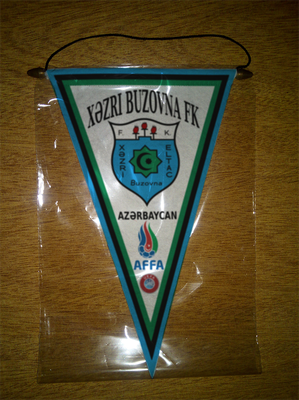 XƏZRI BUZOVNA FK
F. K.
XƏZRİ
ELTAC
Buzovna
AZƏRBAYCAN
AFFA